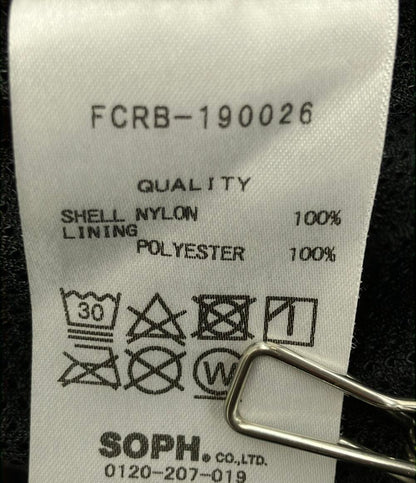 FCRB-190026
QUALITY
SHELL NYLON 100%
LINING
POLYESTER 100%
30
W
SOPH. CO.,LTD.
0120-207-019